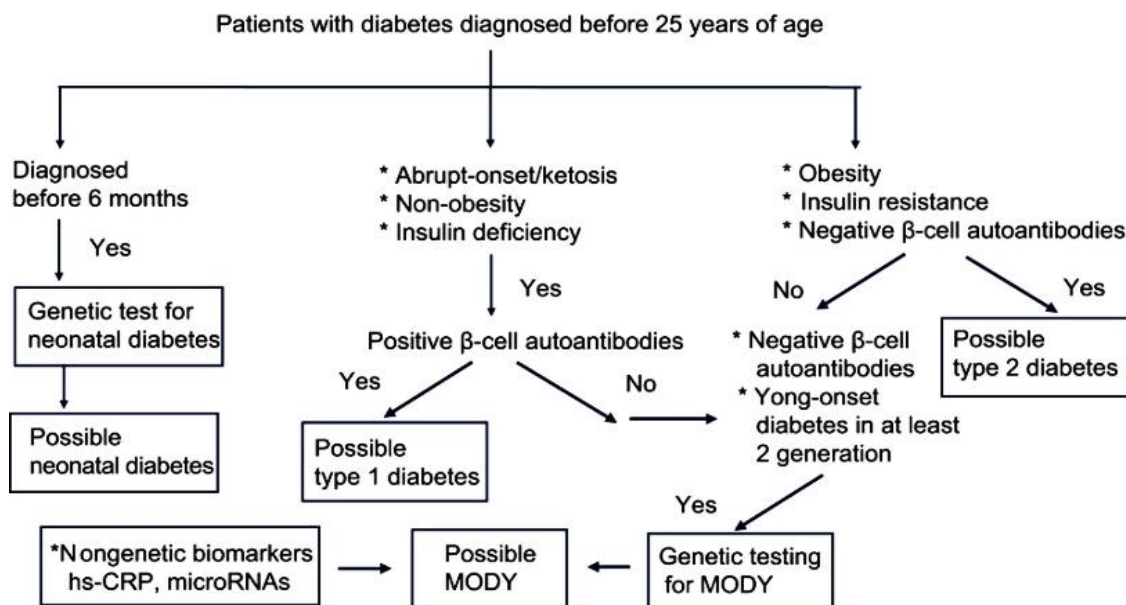 Patients with diabetes diagnosed before 25 years of age
Diagnosed
before 6 months
Yes
Genetic test for
neonatal diabetes
Possible
neonatal diabetes
* Abrupt-onset/ketosis
* Non-obesity
* Insulin deficiency
Yes
Positive β-cell autoantibodies
Yes
No
Possible
type 1 diabetes
* Obesity
* Insulin resistance
* Negative β-cell autoantibodies
No
Yes
* Negative β-cell
autoantibodies
* Yong-onset
diabetes in at least
2 generation
Possible
type 2 diabetes
Yes
Genetic testing
for MODY
Possible
MODY
*Nongenetic biomarkers
hs-CRP, microRNAs